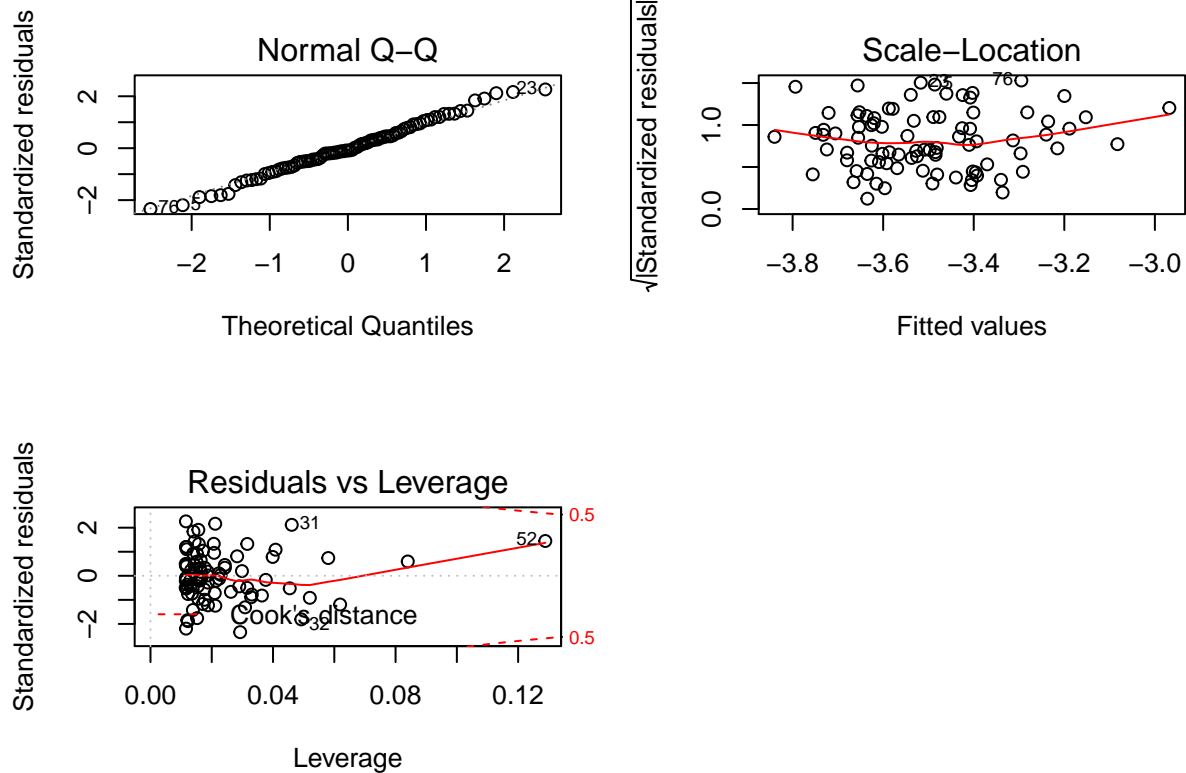 Normal Q−Q
Standardized residuals
2
0
−2
23
76
5
−2 −1 0 1 2
Theoretical Quantiles
Scale−Location
√|Standardized residuals|
1.0
0.0
23
5
76
−3.8 −3.6 −3.4 −3.2 −3.0
Fitted values
Residuals vs Leverage
Standardized residuals
2
0
−2
31
52
32
Cook's distance
0.5
0.5
0.00 0.04 0.08 0.12
Leverage